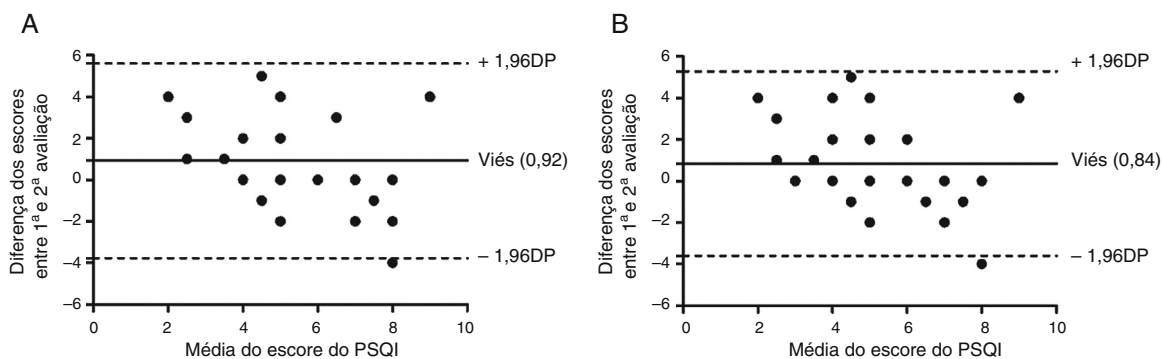 A
Diferença dos escores
entre 1ª e 2ª avaliação
6
4
2
0
–2
–4
–6
0 2 4 6 8 10
Média do escore do PSQI
+ 1,96DP
Viés (0,92)
– 1,96DP
B
Diferença dos escores
entre 1ª e 2ª avaliação
6
4
2
0
–2
–4
–6
0 2 4 6 8 10
Média do escore do PSQI
+ 1,96DP
Viés (0,84)
– 1,96DP